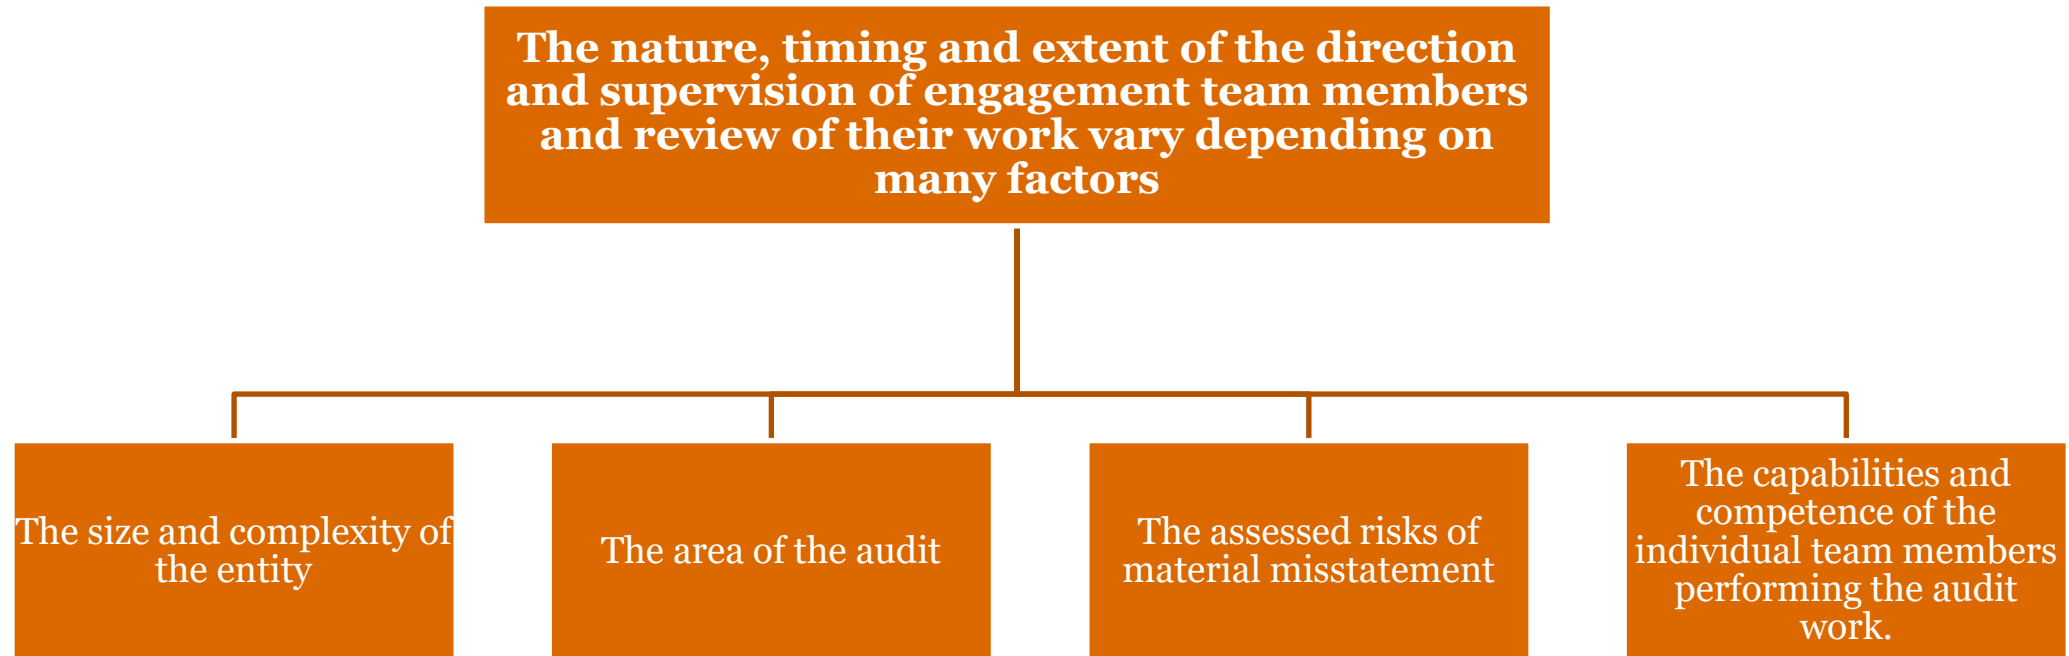 The nature, timing and extent of the direction
and supervision of engagement team members
and review of their work vary depending on
many factors
The size and complexity of
the entity
The area of the audit
The assessed risks of
material misstatement
The capabilities and
competence of the
individual team members
performing the audit
work.